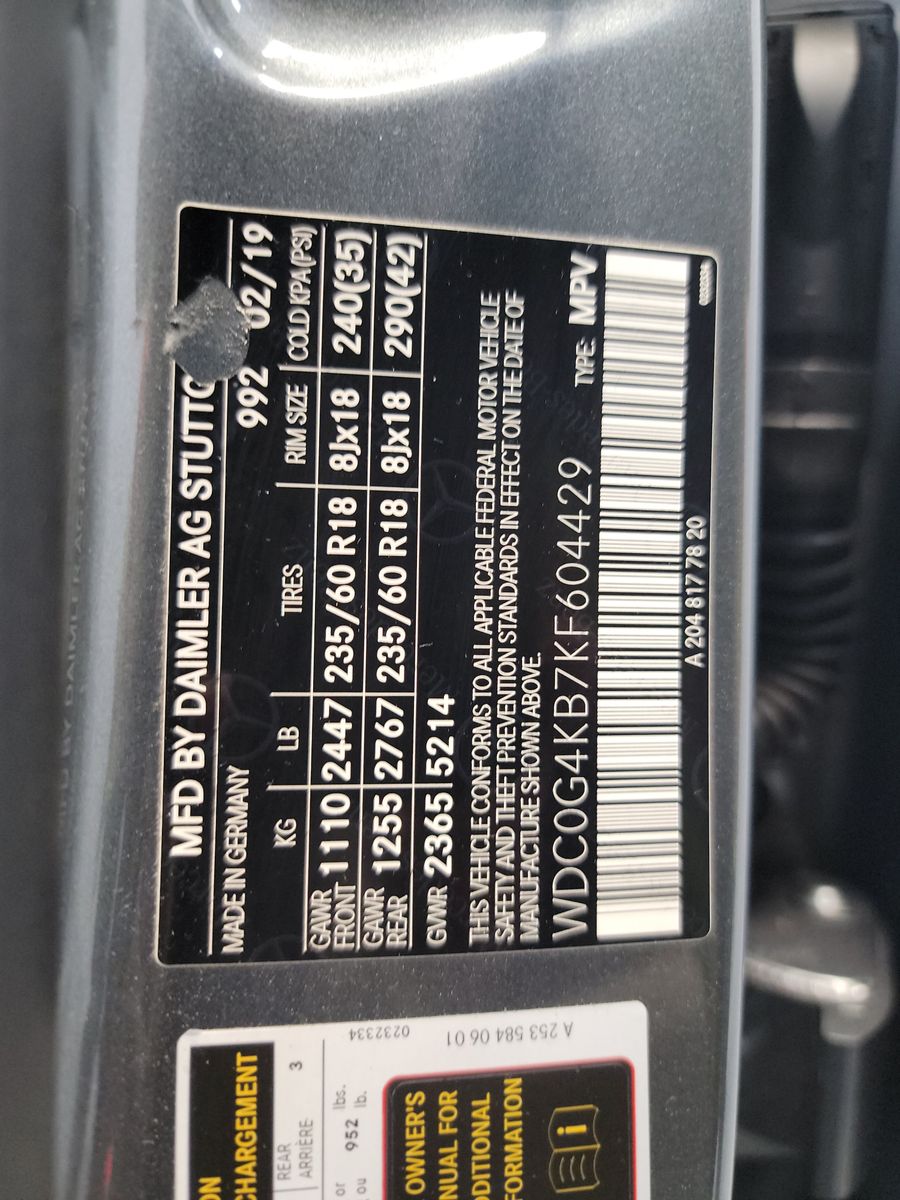 MFD BY DAIMLER AG STUTTG
MADE IN GERMANY 992 02/19
KG LB TIRES RIM SIZE COLD KPA(PSI)
GAWR FRONT 1110 2447 235/60 R18 8Jx18 240(35)
GAWR REAR 1255 2767 235/60 R18 8Jx18 290(42)
GVWR 2365 5214
THIS VEHICLE CONFORMS TO ALL APPLICABLE FEDERAL MOTOR VEHICLE
SAFETY AND THEFT PREVENTION STANDARDS IN EFFECT ON THE DATE OF
MANUFACTURE SHOWN ABOVE.
WDC0G4KB7KF604429 TYPE: MPV
A 204 817 78 20
ON
CHARGEMENT
REAR
ARRIÈRE 3
or lbs.
ou 952 lb.
OWNER'S
NUAL FOR
DITIONAL
FORMATION
0232334
A 253 584 06 01